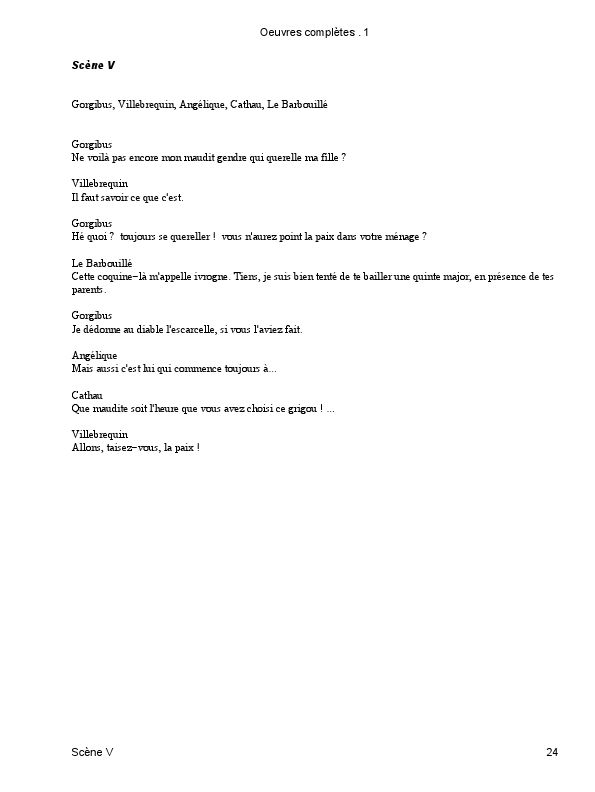 Oeuvres complètes . 1
Scène V
Gorgibus, Villebrequin, Angélique, Cathau, Le Barbouillé
Gorgibus
Ne voilà pas encore mon maudit gendre qui querelle ma fille ?
Villebrequin
Il faut savoir ce que c'est.
Gorgibus
Hé quoi ?  toujours se quereller !  vous n'aurez point la paix dans votre ménage ?
Le Barbouillé
Cette coquine−là m'appelle ivrogne. Tiens, je suis bien tenté de te bailler une quinte major, en présence de tes
parents.
Gorgibus
Je dédonne au diable l'escarcelle, si vous l'aviez fait.
Angélique
Mais aussi c'est lui qui commence toujours à...
Cathau
Que maudite soit l'heure que vous avez choisi ce grigou ! ...
Villebrequin
Allons, taisez−vous, la paix !
Scène V
24